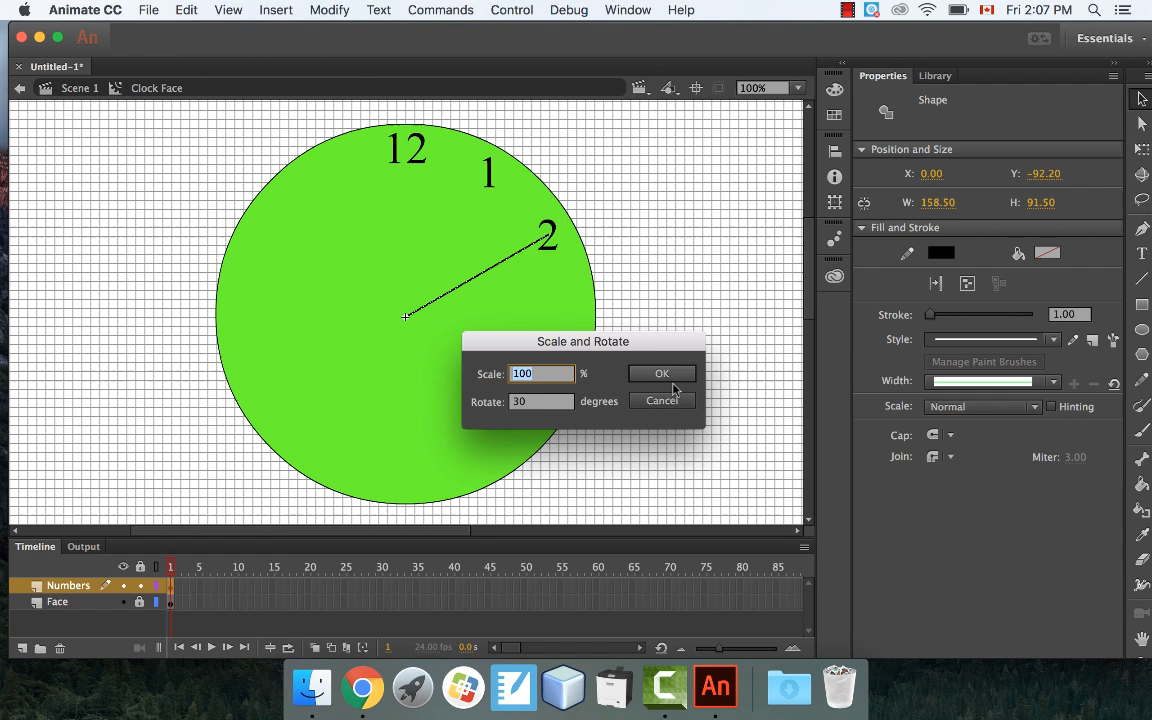 Animate CC File Edit View Insert Modify Text Commands Control Debug Window Help Fri 2:07 PM
An Essentials
× Untitled-1*
Scene 1 Clock Face 100%
Properties Library
Shape
Position and Size
X: 0.00 Y: -92.20
W: 158.50 H: 91.50
Fill and Stroke
Stroke: 1.00
Style:
Manage Paint Brushes
Width:
Scale: Normal Hinting
Cap:
Join: Miter: 3.00
12
1
2
Scale and Rotate
Scale: 100 % OK
Rotate: 30 degrees Cancel
Timeline Output
1 5 10 15 20 25 30 35 40 45 50 55 60 65 70 75 80 85
Numbers
Face
1 24.00 fps 0.0 s
An